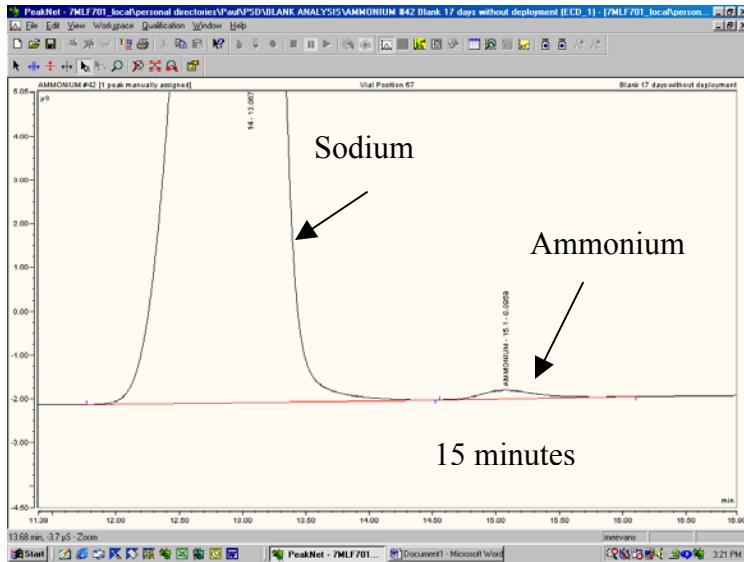 PeakNet - 7MLF701_local\personal directories\Paul\PSD\BLANK ANALYSIS\AMMONIUM #42 Blank 17 days without deployment [ECD_1] - [7MLF701_local\person...
File Edit View Workspace Qualification Window Help
AMMONIUM #42 [1 peak manually assigned] Vial Position 57 Blank 17 days without deployment
5.05
µS
4.00
3.00
2.00
1.00
0.00
-1.00
-2.00
-3.00
-4.50
14 - 13.067
Sodium
Ammonium
AMMONIUM - 15.1 - 0.0959
15 minutes
min
11.39 12.00 12.50 13.00 13.50 14.00 14.50 15.00 15.50 16.00 16.90
13.68 min, -3.7 µS - Zoom meevans
Start PeakNet - 7MLF701... Document1 - Microsoft Word 3:21 PM